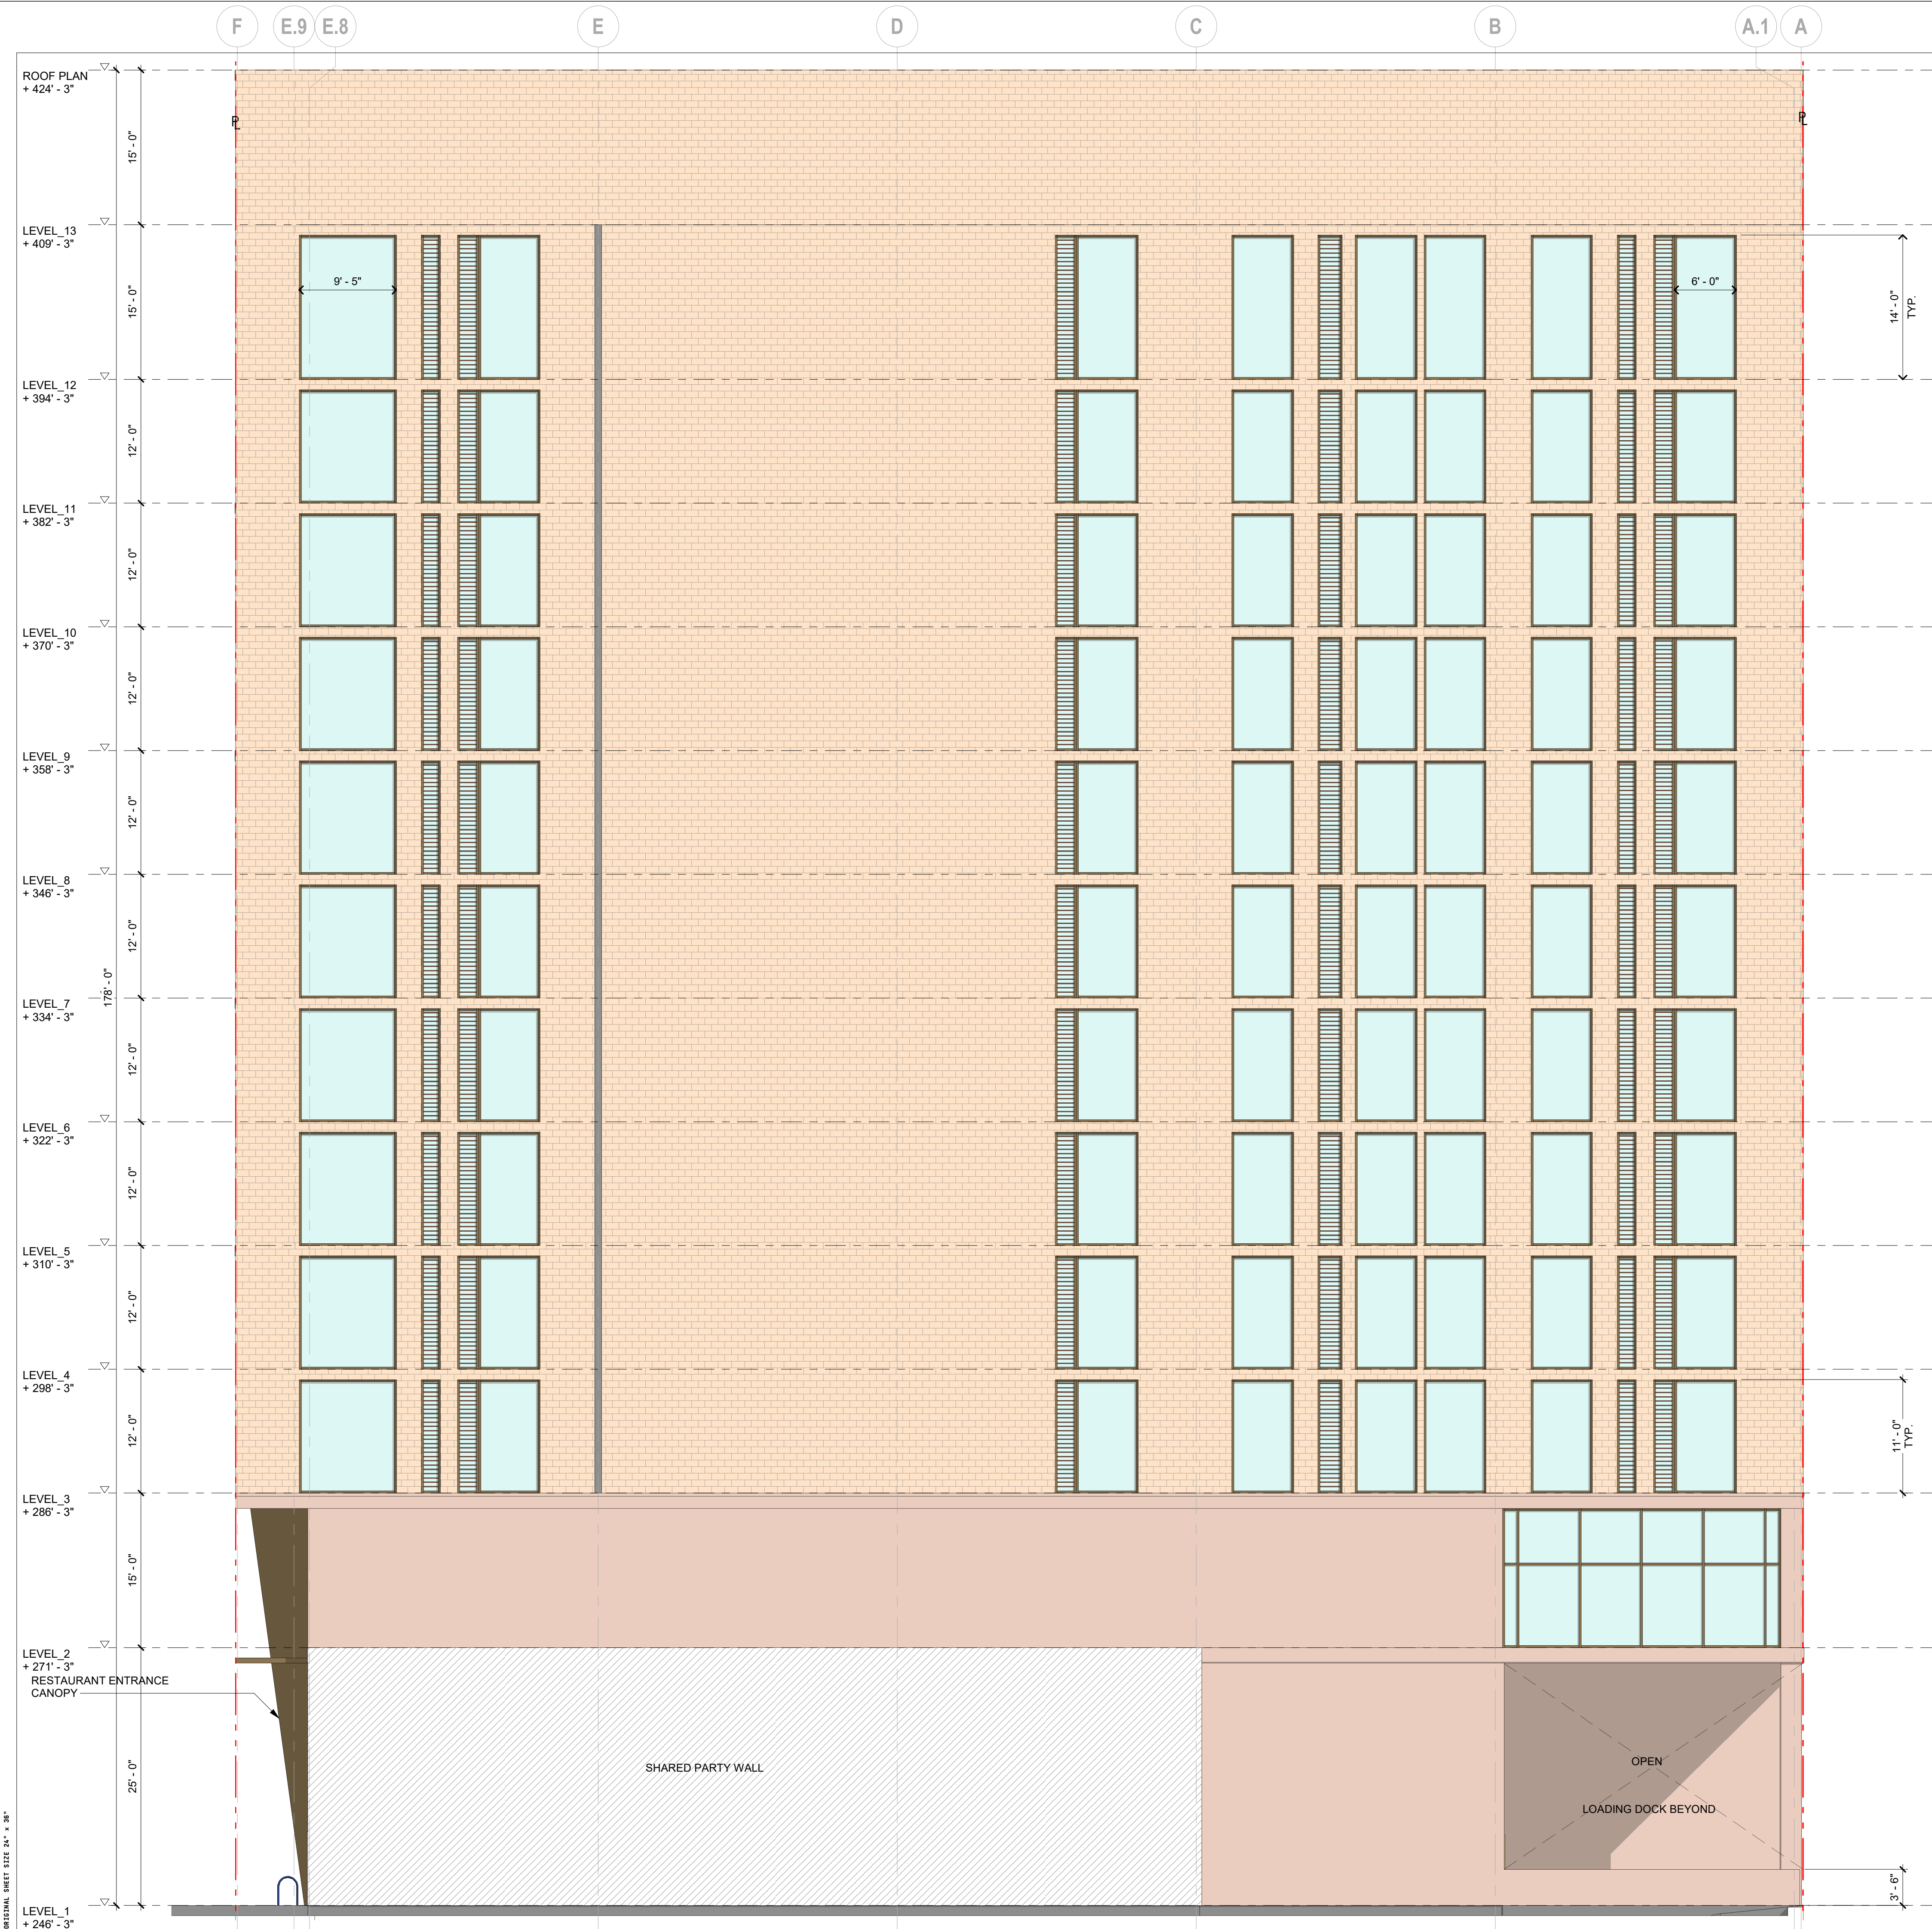 F
E.9
E.8
E
D
C
B
A.1
A
ROOF PLAN
+ 424' - 3"
15' - 0"
LEVEL_13
+ 409' - 3"
15' - 0"
9' - 5"
6' - 0"
14' - 0"
TYP.
LEVEL_12
+ 394' - 3"
12' - 0"
LEVEL_11
+ 382' - 3"
12' - 0"
LEVEL_10
+ 370' - 3"
12' - 0"
LEVEL_9
+ 358' - 3"
12' - 0"
LEVEL_8
+ 346' - 3"
12' - 0"
178' - 0"
LEVEL_7
+ 334' - 3"
12' - 0"
LEVEL_6
+ 322' - 3"
12' - 0"
LEVEL_5
+ 310' - 3"
12' - 0"
LEVEL_4
+ 298' - 3"
12' - 0"
11' - 0"
TYP.
LEVEL_3
+ 286' - 3"
15' - 0"
LEVEL_2
+ 271' - 3"
RESTAURANT ENTRANCE
CANOPY
25' - 0"
SHARED PARTY WALL
OPEN
LOADING DOCK BEYOND
3' - 6"
LEVEL_1
+ 246' - 3"
ORIGINAL SHEET SIZE 24" x 36"